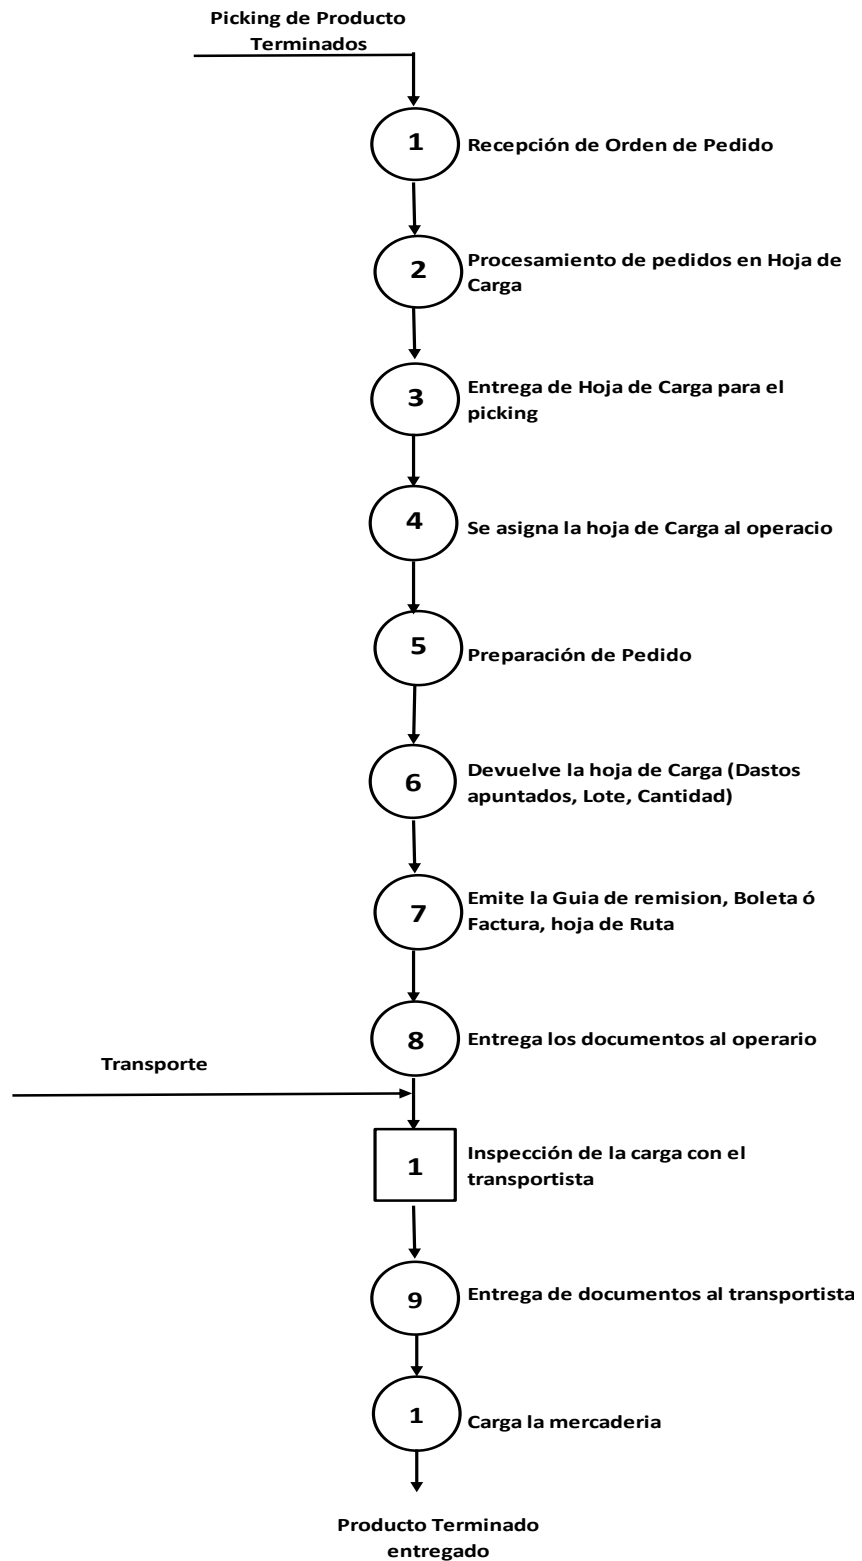 Picking de Producto
Terminados
1
Recepción de Orden de Pedido
2
Procesamiento de pedidos en Hoja de
Carga
3
Entrega de Hoja de Carga para el
picking
4
Se asigna la hoja de Carga al operacio
5
Preparación de Pedido
6
Devuelve la hoja de Carga (Dastos
apuntados, Lote, Cantidad)
7
Emite la Guia de remision, Boleta ó
Factura, hoja de Ruta
8
Entrega los documentos al operario
Transporte
1
Inspección de la carga con el
transportista
9
Entrega de documentos al transportista
1
Carga la mercaderia
Producto Terminado
entregado